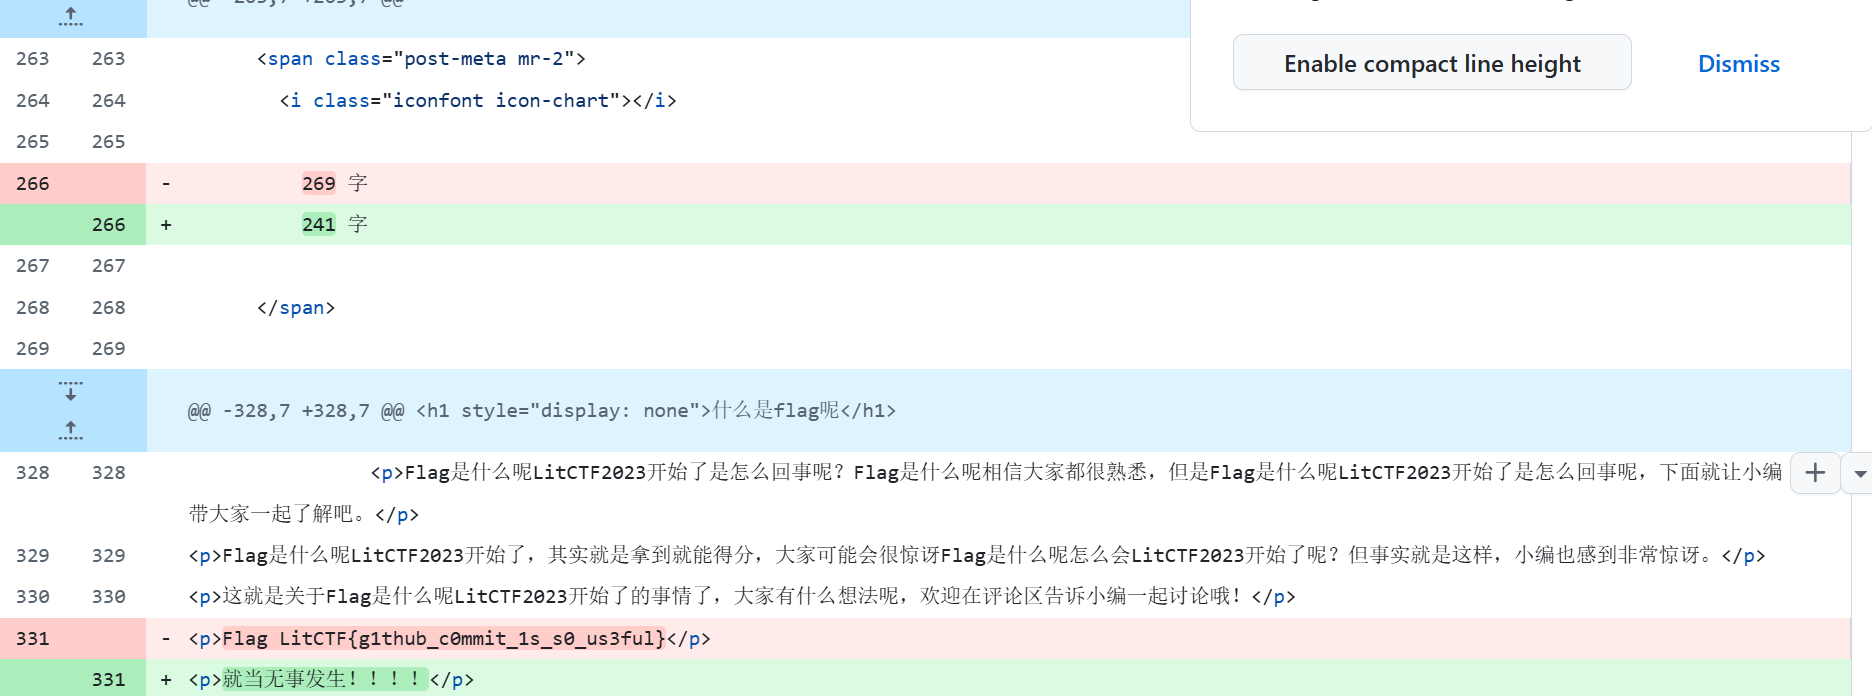 Enable compact line height Dismiss
263 263 <span class="post-meta mr-2">
264 264 <i class="iconfont icon-chart"></i>
265 265
266 - 269 字
266 + 241 字
267 267
268 268 </span>
269 269
@@ -328,7 +328,7 @@ <h1 style="display: none">什么是flag呢</h1>
328 328 <p>Flag是什么呢LitCTF2023开始了是怎么回事呢？Flag是什么呢相信大家都很熟悉，但是Flag是什么呢LitCTF2023开始了是怎么回事呢，下面就让小编
带大家一起了解吧。</p>
329 329 <p>Flag是什么呢LitCTF2023开始了，其实就是拿到就能得分，大家可能会很惊讶Flag是什么呢怎么会LitCTF2023开始了呢？但事实就是这样，小编也感到非常惊讶。</p>
330 330 <p>这就是关于Flag是什么呢LitCTF2023开始了的事情了，大家有什么想法呢，欢迎在评论区告诉小编一起讨论哦！</p>
331 - <p>Flag LitCTF{g1thub_c0mmit_1s_s0_us3ful}</p>
331 + <p>就当无事发生！！！！</p>